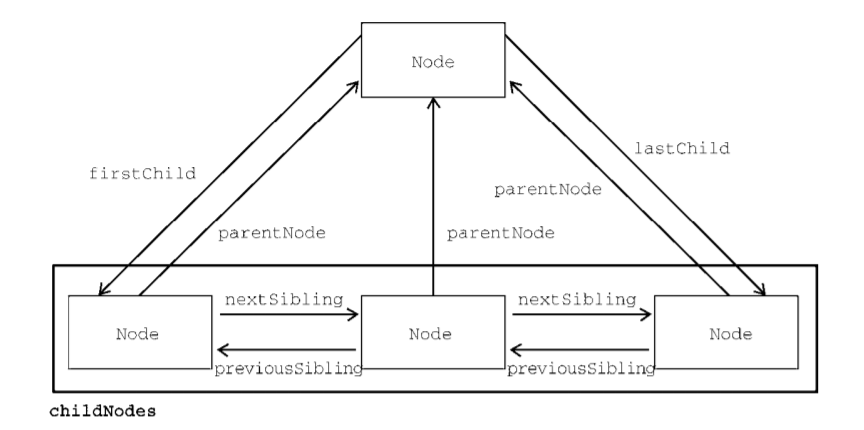 Node
lastChild
firstChild
parentNode
parentNode
parentNode
nextSibling
nextSibling
Node
Node
Node
previousSibling
previousSibling
childNodes